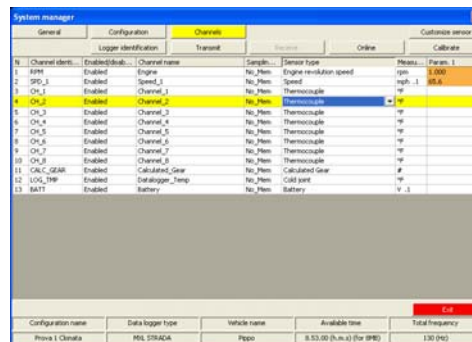 System manager
General Configuration Channels Customize sensor
Logger identification Transmit Receive Online Calibrate
N Channel identi... Enabled/disab... Channel name Samplin... Sensor type Measu... Param. 1
1 RPM Enabled Engine No_Mem Engine revolution speed rpm 1.000
2 SPD_1 Enabled Speed_1 No_Mem Speed mph .1 65.6
3 CH_1 Enabled Channel_1 No_Mem Thermocouple °F
4 CH_2 Enabled Channel_2 No_Mem Thermocouple °F
5 CH_3 Enabled Channel_3 No_Mem Thermocouple °F
6 CH_4 Enabled Channel_4 No_Mem Thermocouple °F
7 CH_5 Enabled Channel_5 No_Mem Thermocouple °F
8 CH_6 Enabled Channel_6 No_Mem Thermocouple °F
9 CH_7 Enabled Channel_7 No_Mem Thermocouple °F
10 CH_8 Enabled Channel_8 No_Mem Thermocouple °F
11 CALC_GEAR Enabled Calculated_Gear No_Mem Calculated Gear #
12 LOG_TMP Enabled Datalogger_Temp No_Mem Cold joint °F
13 BATT Enabled Battery No_Mem Battery V .1
Exit
Configuration name Data logger type Vehicle name Available time Total frequency
Prova 1 Clonata MXL STRADA Pippo 8.53.00 (h.m.s) (for 8MB) 130 (Hz)